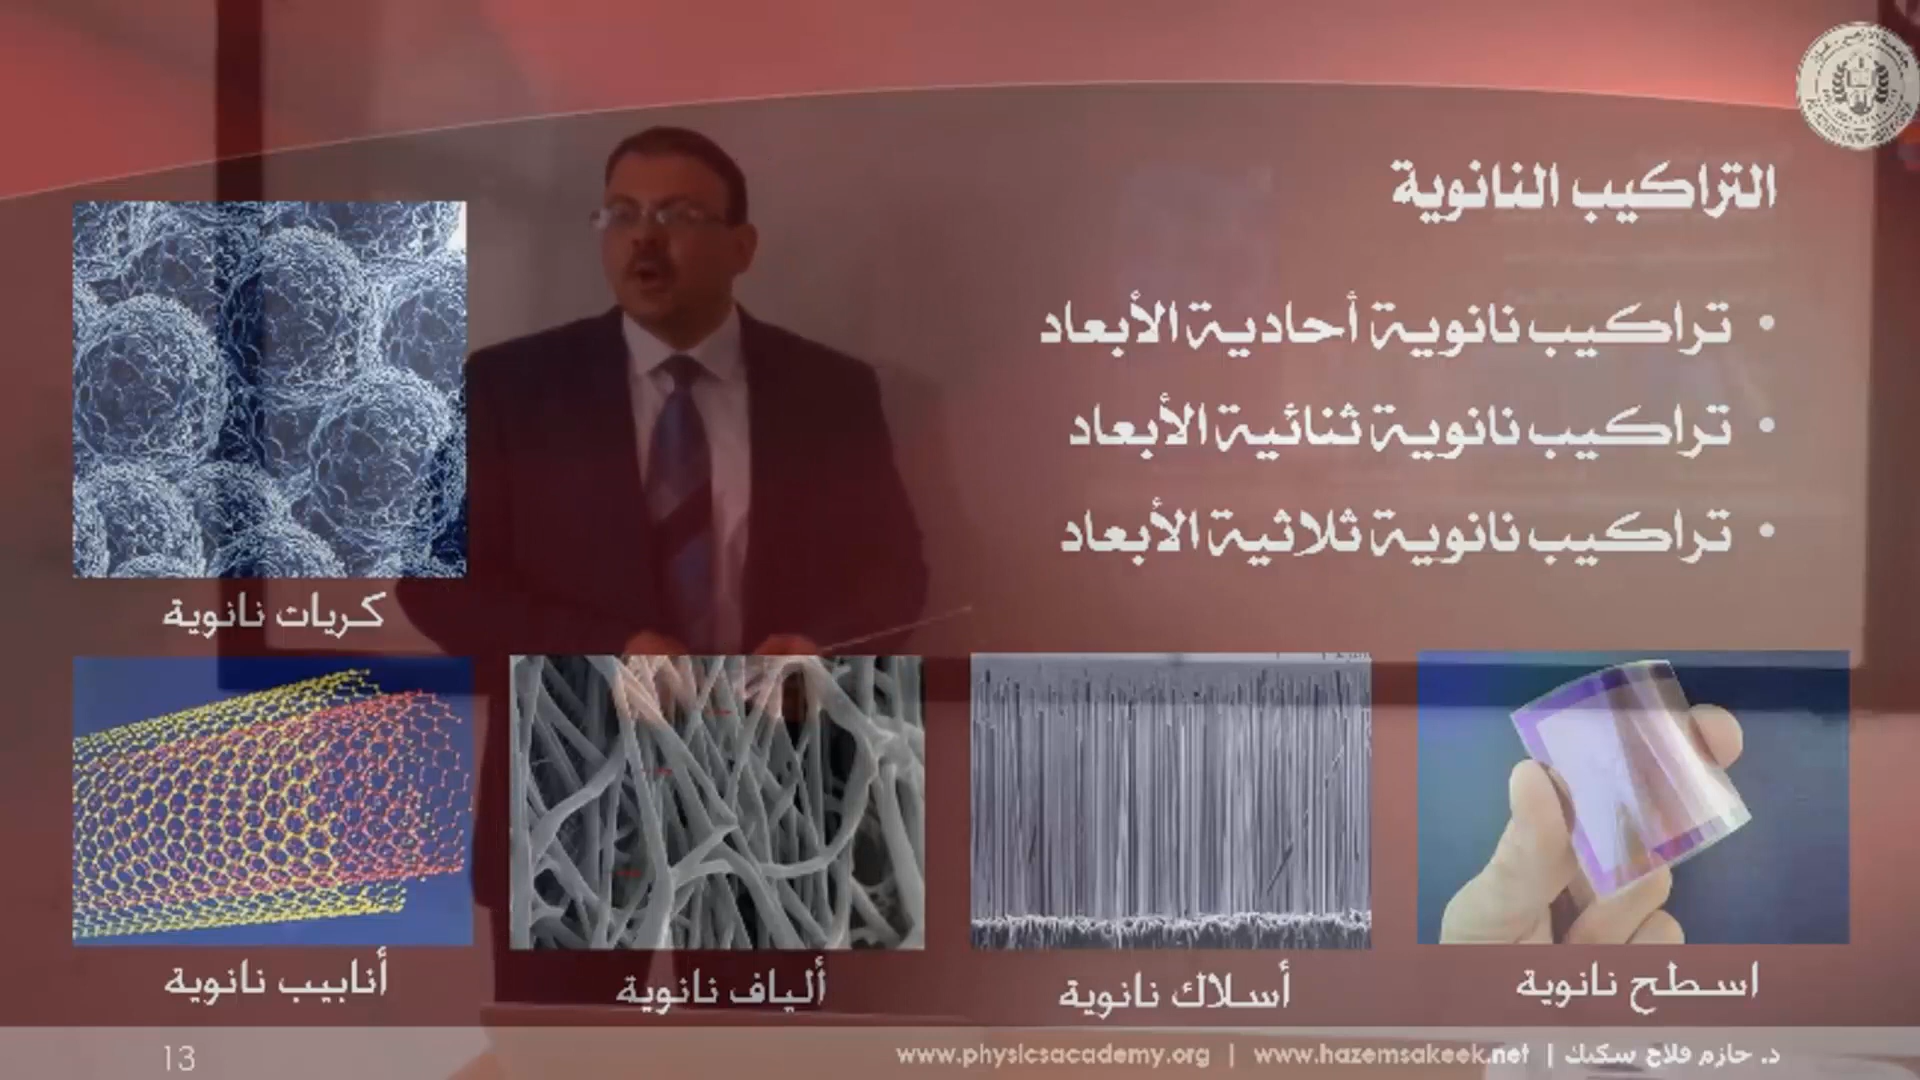 التراكيب النانوية
• تراكيب نانوية أحادية الأبعاد
• تراكيب نانوية ثنائية الأبعاد
• تراكيب نانوية ثلاثية الأبعاد
كريات نانوية
اسطح نانوية
أسلاك نانوية
ألياف نانوية
أنابيب نانوية
د. حازم فلاح سكيك | www.hazemsakeek.net | www.physicsacademy.org
13